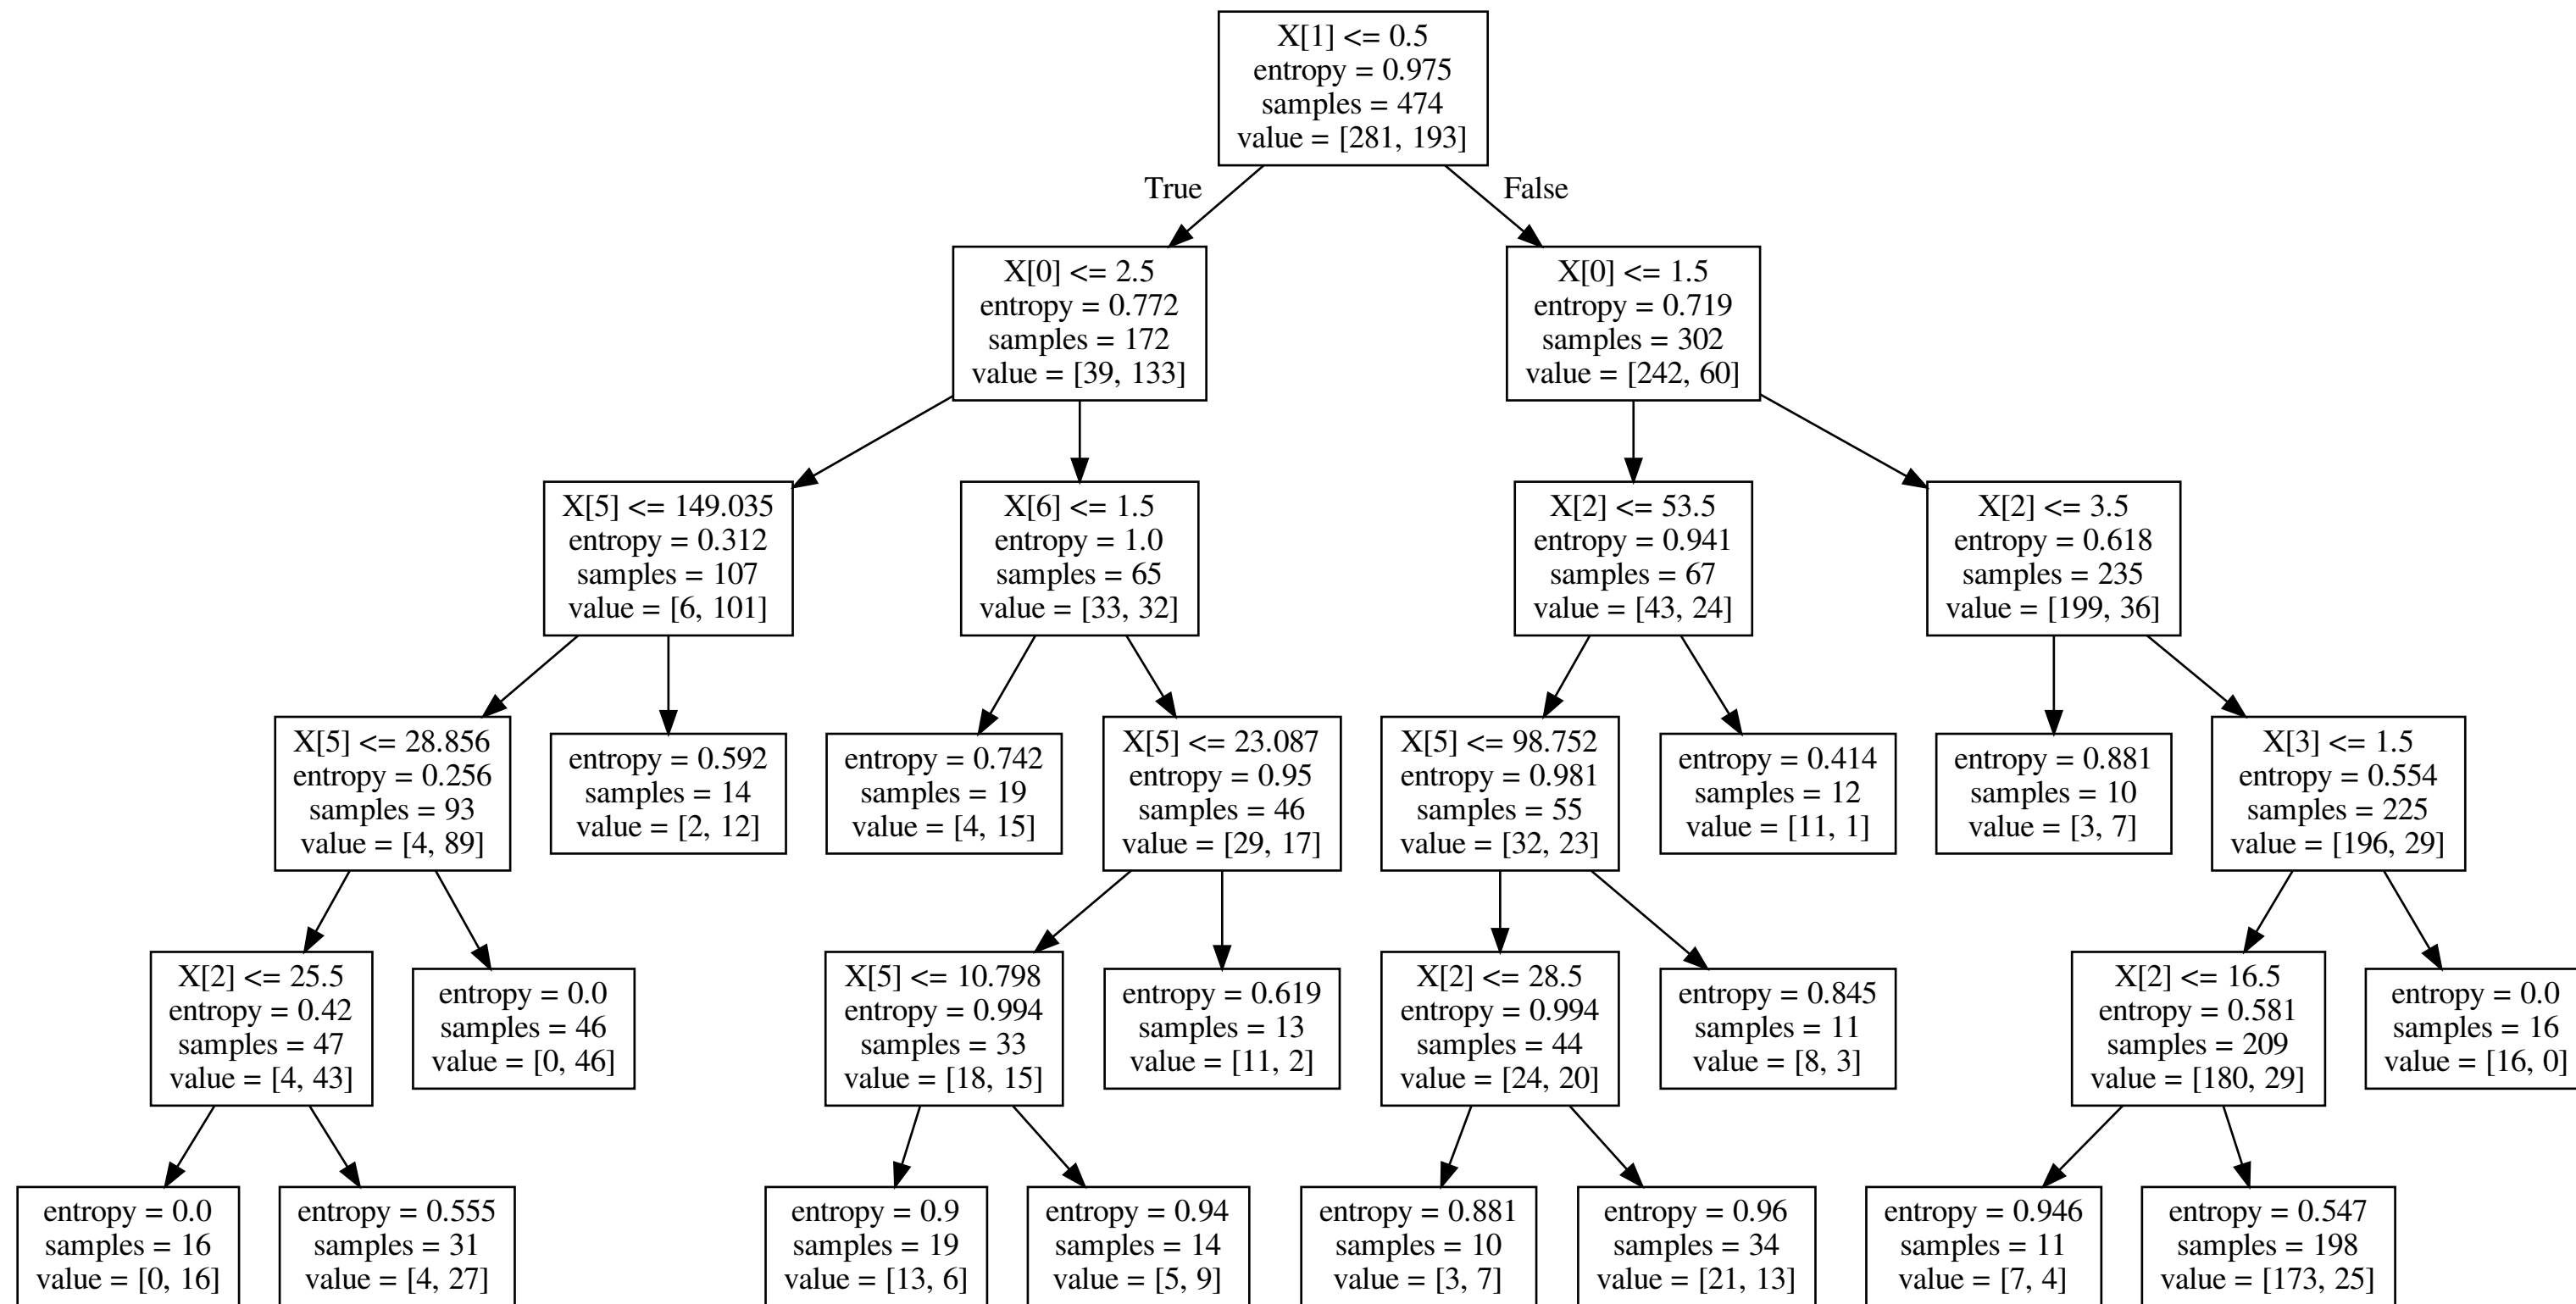 X[1] <= 0.5
entropy = 0.975
samples = 474
value = [281, 193]
True
False
X[0] <= 2.5
entropy = 0.772
samples = 172
value = [39, 133]
X[0] <= 1.5
entropy = 0.719
samples = 302
value = [242, 60]
X[5] <= 149.035
entropy = 0.312
samples = 107
value = [6, 101]
X[6] <= 1.5
entropy = 1.0
samples = 65
value = [33, 32]
X[2] <= 53.5
entropy = 0.941
samples = 67
value = [43, 24]
X[2] <= 3.5
entropy = 0.618
samples = 235
value = [199, 36]
X[5] <= 28.856
entropy = 0.256
samples = 93
value = [4, 89]
entropy = 0.592
samples = 14
value = [2, 12]
entropy = 0.742
samples = 19
value = [4, 15]
X[5] <= 23.087
entropy = 0.95
samples = 46
value = [29, 17]
X[5] <= 98.752
entropy = 0.981
samples = 55
value = [32, 23]
entropy = 0.414
samples = 12
value = [11, 1]
entropy = 0.881
samples = 10
value = [3, 7]
X[3] <= 1.5
entropy = 0.554
samples = 225
value = [196, 29]
X[2] <= 25.5
entropy = 0.42
samples = 47
value = [4, 43]
entropy = 0.0
samples = 46
value = [0, 46]
X[5] <= 10.798
entropy = 0.994
samples = 33
value = [18, 15]
entropy = 0.619
samples = 13
value = [11, 2]
X[2] <= 28.5
entropy = 0.994
samples = 44
value = [24, 20]
entropy = 0.845
samples = 11
value = [8, 3]
X[2] <= 16.5
entropy = 0.581
samples = 209
value = [180, 29]
entropy = 0.0
samples = 16
value = [16, 0]
entropy = 0.0
samples = 16
value = [0, 16]
entropy = 0.555
samples = 31
value = [4, 27]
entropy = 0.9
samples = 19
value = [13, 6]
entropy = 0.94
samples = 14
value = [5, 9]
entropy = 0.881
samples = 10
value = [3, 7]
entropy = 0.96
samples = 34
value = [21, 13]
entropy = 0.946
samples = 11
value = [7, 4]
entropy = 0.547
samples = 198
value = [173, 25]